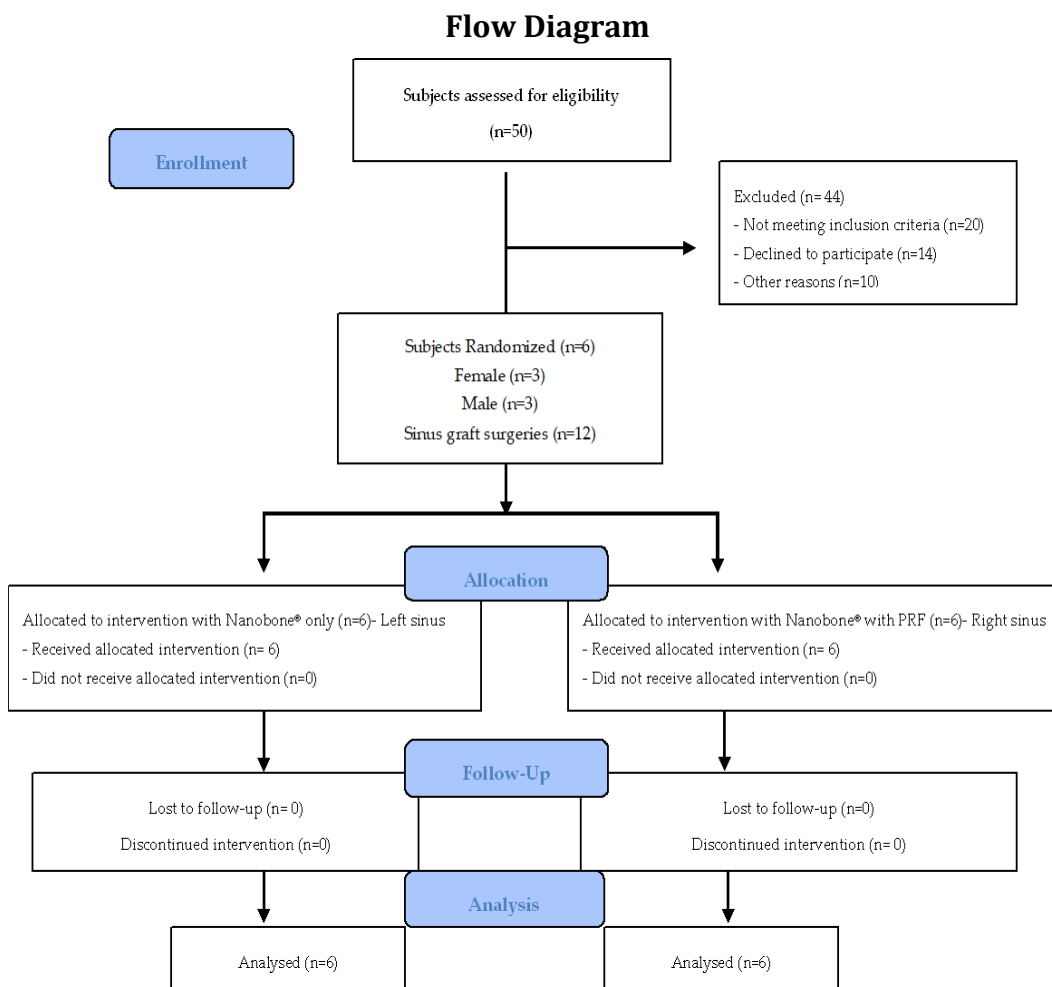 Flow Diagram
Subjects assessed for eligibility
(n=50)
Enrollment
Excluded (n= 44)
- Not meeting inclusion criteria (n=20)
- Declined to participate (n=14)
- Other reasons (n=10)
Subjects Randomized (n=6)
Female (n=3)
Male (n=3)
Sinus graft surgeries (n=12)
Allocation
Allocated to intervention with Nanobone® only (n=6)- Left sinus
- Received allocated intervention (n= 6)
- Did not receive allocated intervention (n=0)
Allocated to intervention with Nanobone® with PRF (n=6)- Right sinus
- Received allocated intervention (n= 6)
- Did not receive allocated intervention (n=0)
Follow-Up
Lost to follow-up (n= 0)
Discontinued intervention (n=0)
Lost to follow-up (n=0)
Discontinued intervention (n= 0)
Analysis
Analysed (n=6)
Analysed (n=6)